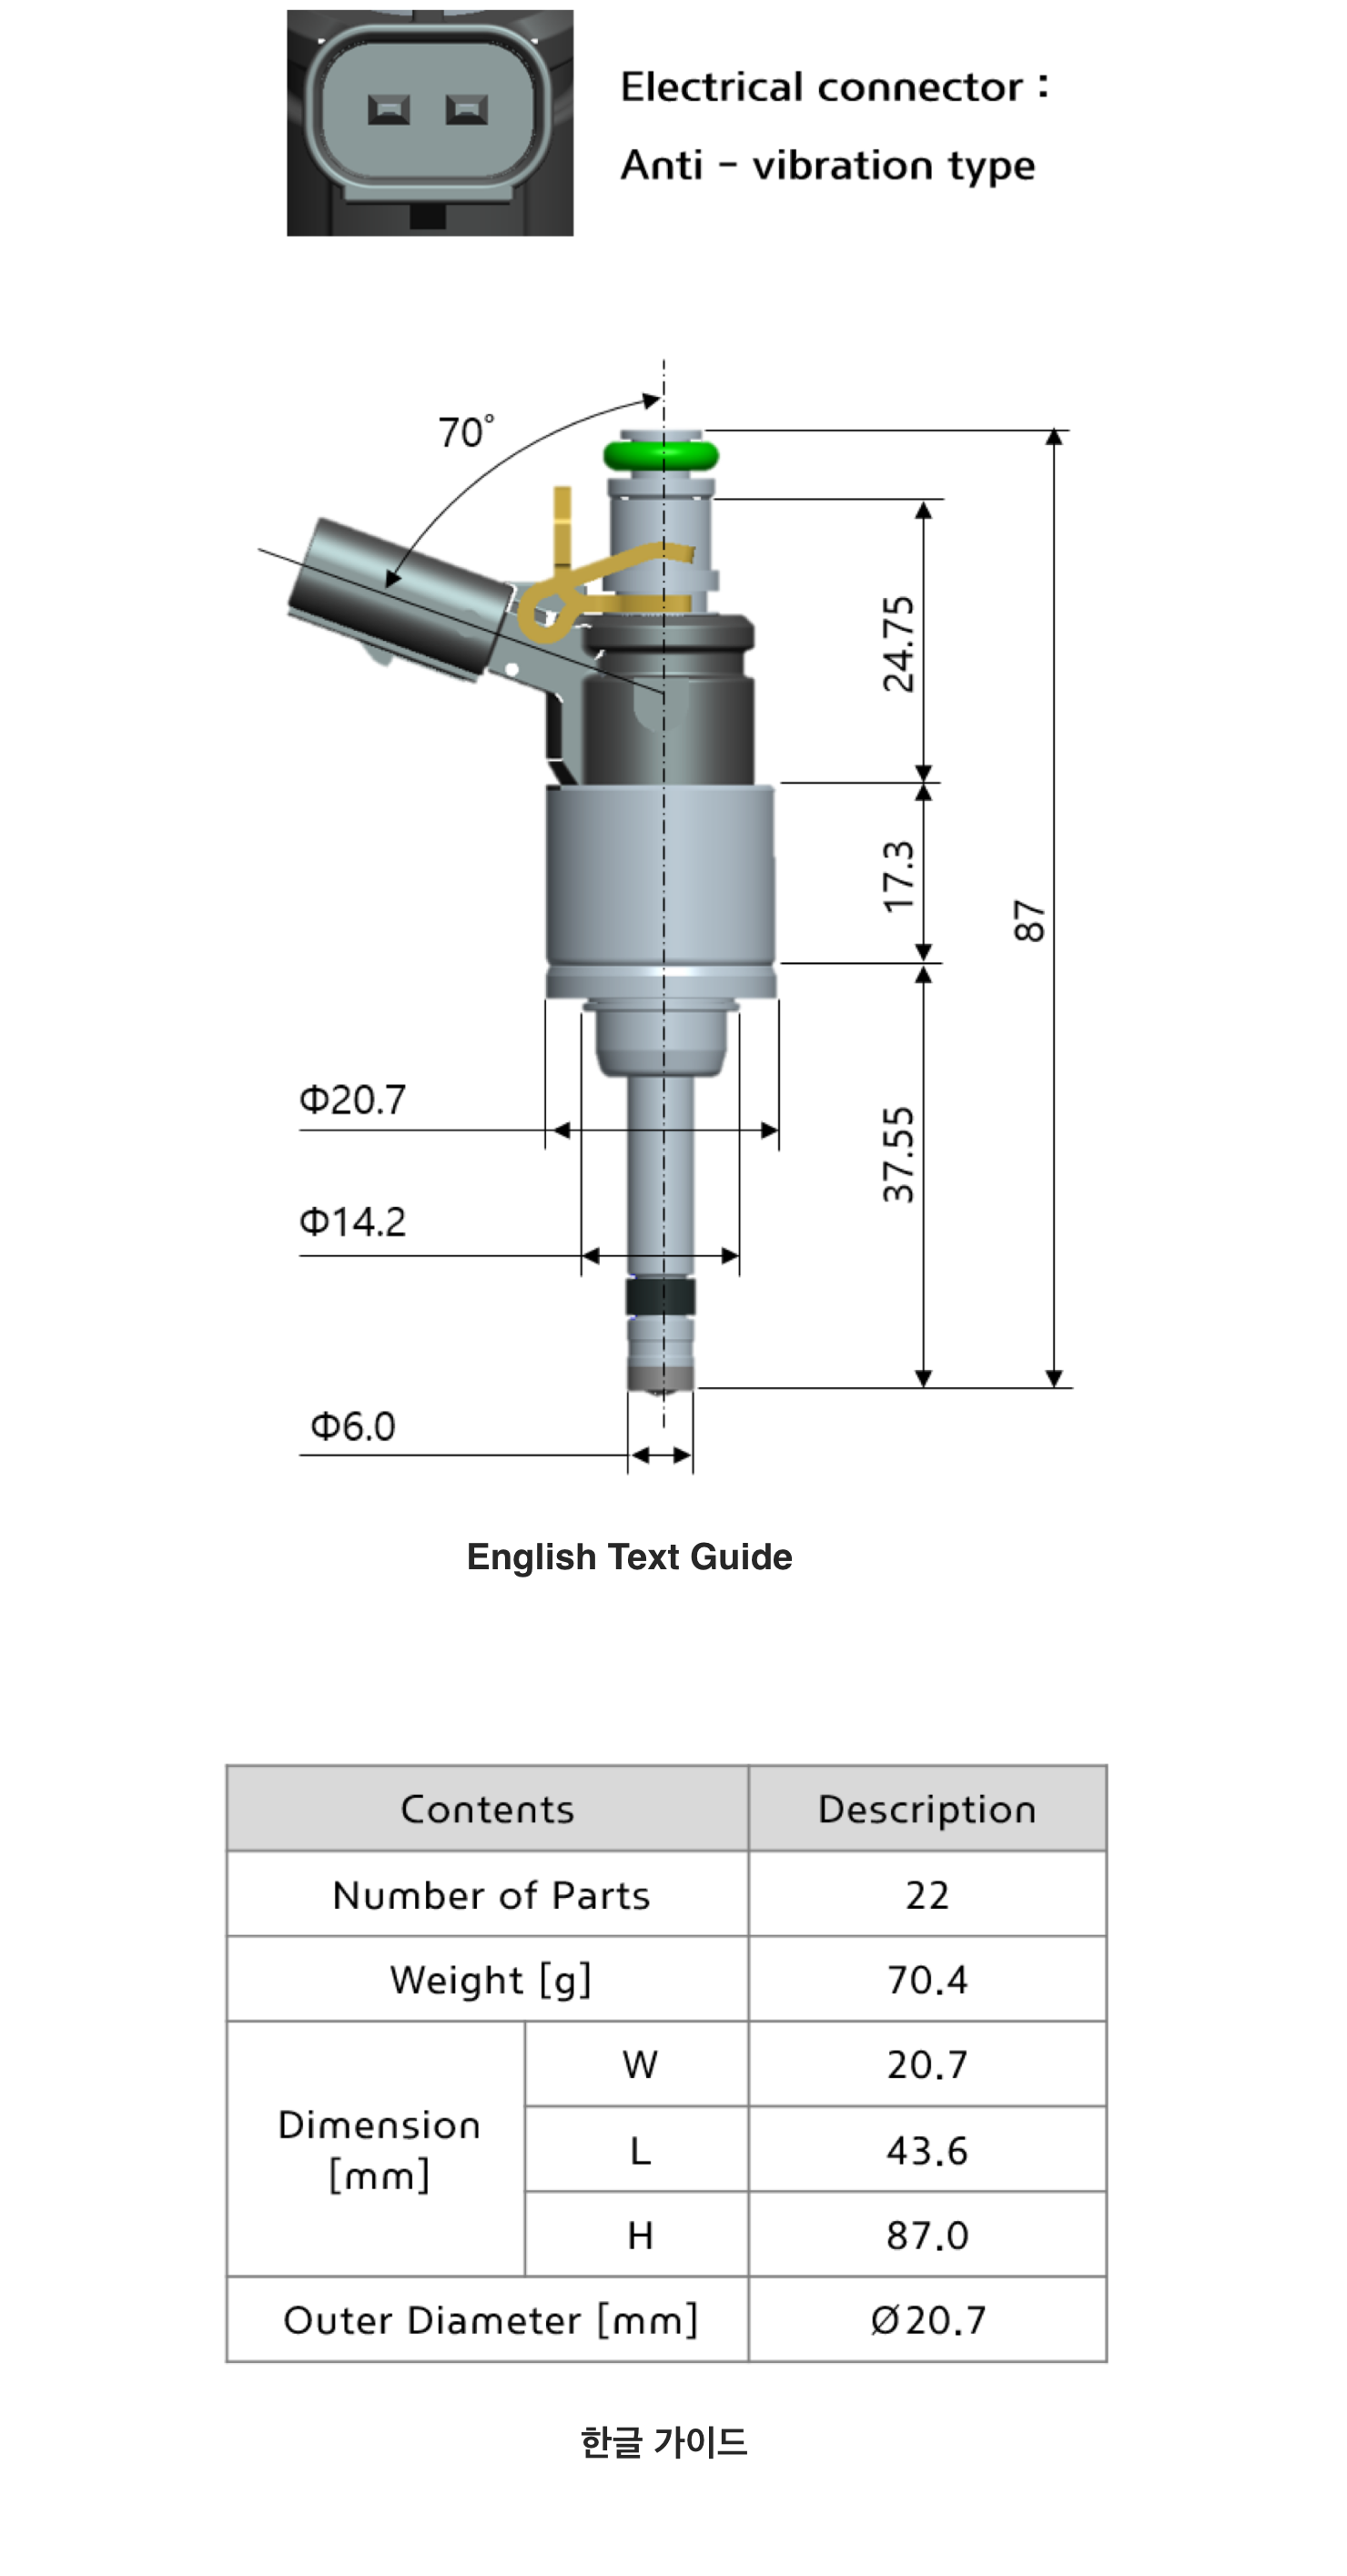 Electrical connector :
Anti - vibration type
70°
24.75
17.3
87
37.55
Φ20.7
Φ14.2
Φ6.0
English Text Guide
Contents Description
Number of Parts 22
Weight [g] 70.4
Dimension [mm]
W 20.7
L 43.6
H 87.0
Outer Diameter [mm] Ø20.7
한글 가이드